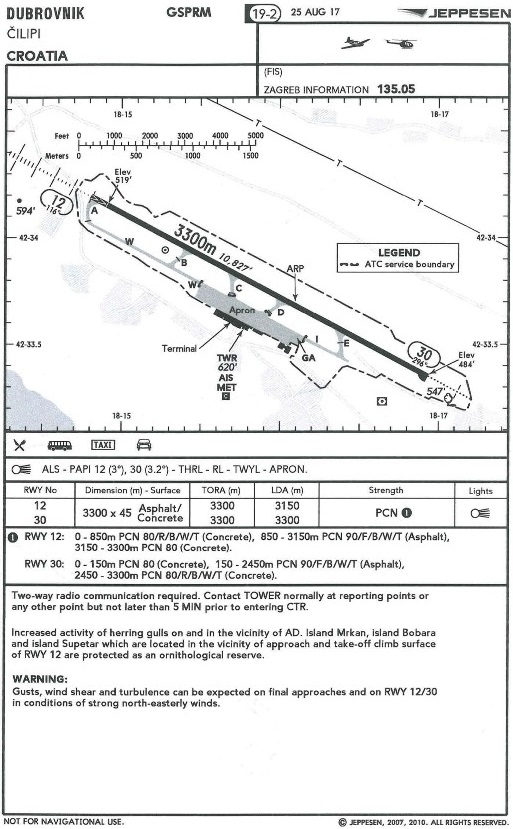 DUBROVNIK GSPRM 19-2 25 AUG 17 JEPPESEN
ČILIPI
CROATIA
(FIS)
ZAGREB INFORMATION 135.05
18-15 18-17
Feet 0 1000 2000 3000 4000 5000
Meters 0 500 1000 1500
T
T
T
Elev
519'
594'
12
116°
A
42-34 42-34
W
3300m 10,827'
B
LEGEND
ATC service boundary
ARP
W
C
Apron
D
Terminal
I
E
GA
42-33.5 42-33.5
30
296°
Elev
484'
TWR
620'
AIS
MET
C
547'
18-15 18-17
TAXI
ALS - PAPI 12 (3°), 30 (3.2°) - THRL - RL - TWYL - APRON.
RWY No Dimension (m) - Surface TORA (m) LDA (m) Strength Lights
12 3300 x 45 Asphalt/ 3300 3150 PCN 1
30 Concrete 3300 3300
1 RWY 12: 0 - 850m PCN 80/R/B/W/T (Concrete), 850 - 3150m PCN 90/F/B/W/T (Asphalt),
3150 - 3300m PCN 80 (Concrete).
RWY 30: 0 - 150m PCN 80 (Concrete), 150 - 2450m PCN 90/F/B/W/T (Asphalt),
2450 - 3300m PCN 80/R/B/W/T (Concrete).
Two-way radio communication required. Contact TOWER normally at reporting points or
any other point but not later than 5 MIN prior to entering CTR.
Increased activity of herring gulls on and in the vicinity of AD. Island Mrkan, island Bobara
and island Supetar which are located in the vicinity of approach and take-off climb surface
of RWY 12 are protected as an ornithological reserve.
WARNING:
Gusts, wind shear and turbulence can be expected on final approaches and on RWY 12/30
in conditions of strong north-easterly winds.
NOT FOR NAVIGATIONAL USE. © JEPPESEN, 2007, 2010. ALL RIGHTS RESERVED.